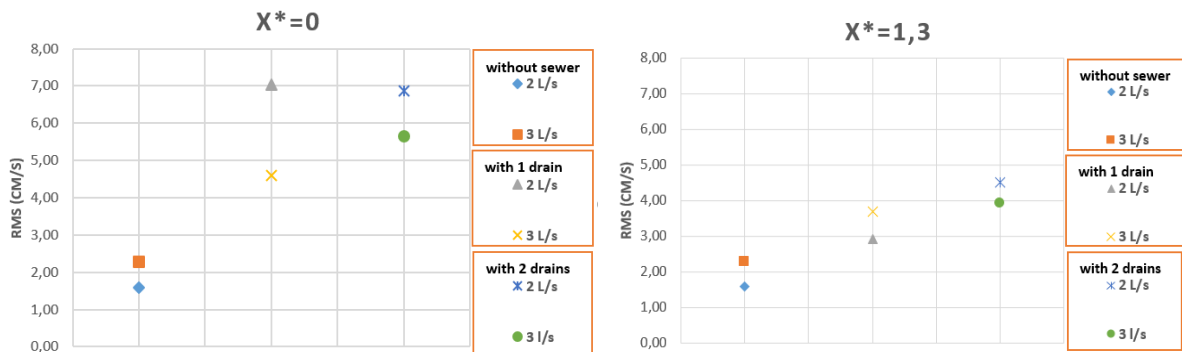 X*=0
8,00
7,00
6,00
5,00
4,00
3,00
2,00
1,00
0,00
RMS (CM/S)
without sewer
2 L/s
3 L/s
with 1 drain
2 L/s
3 L/s
with 2 drains
2 L/s
3 l/s
X*=1,3
8,00
7,00
6,00
5,00
4,00
3,00
2,00
1,00
0,00
RMS (CM/S)
without sewer
2 L/s
3 L/s
with 1 drain
2 L/s
3 L/s
with 2 drains
2 L/s
3 l/s